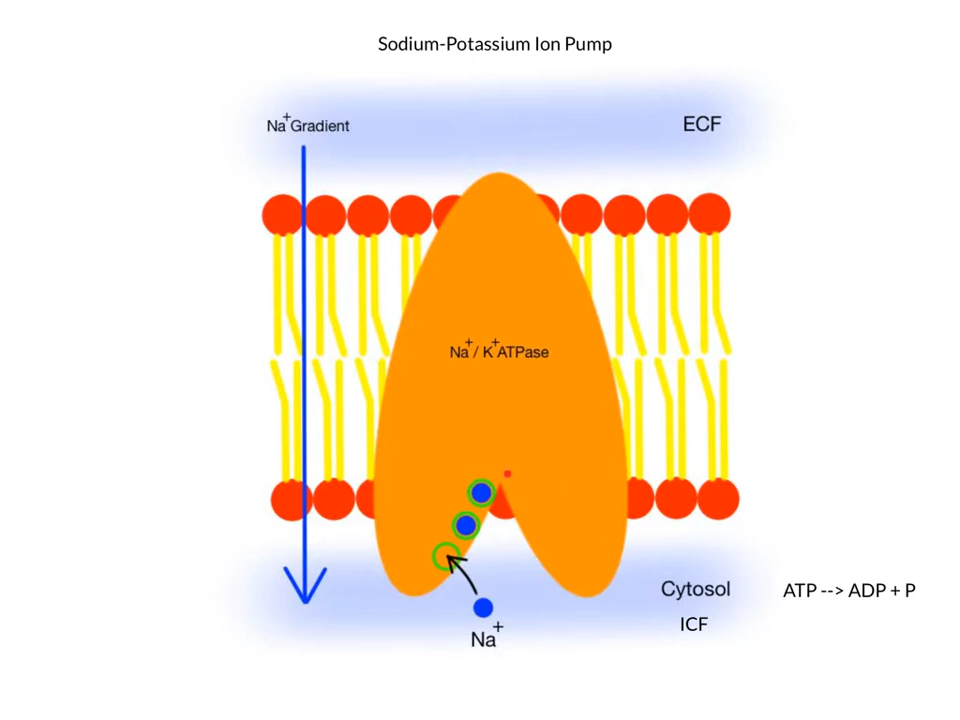 Sodium-Potassium Ion Pump
Na+ Gradient
ECF
Na+/ K+ ATPase
Cytosol
ATP --> ADP + P
ICF
Na+